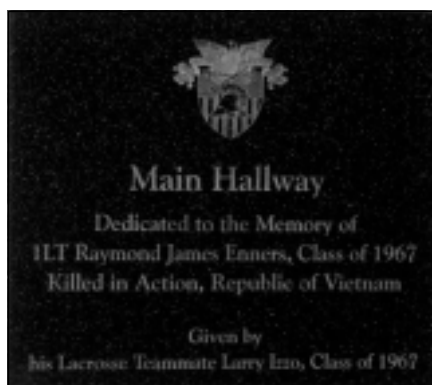 Main Hallway
Dedicated to the Memory of
1LT Raymond James Enners, Class of 1967
Killed in Action, Republic of Vietnam
Given by
his Lacrosse Teammate Larry Izzo, Class of 1967